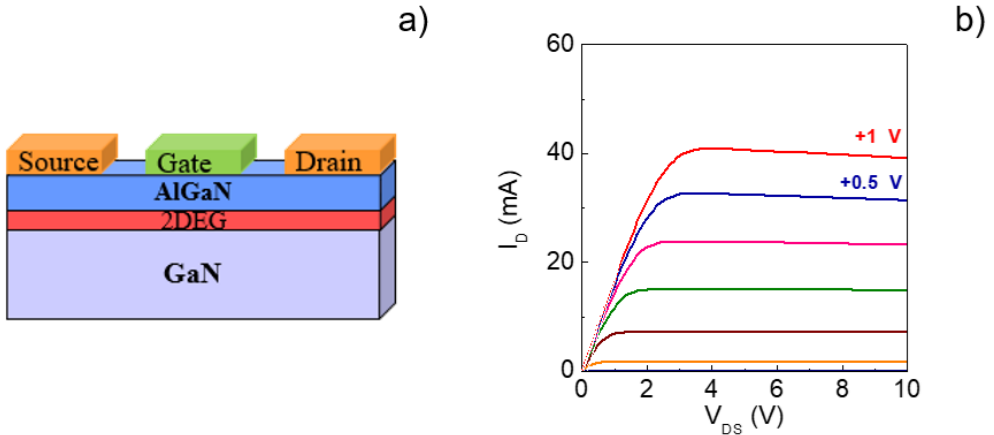 a)
Source
Gate
Drain
AlGaN
2DEG
GaN
b)
60
40
20
0
I_D (mA)
+1 V
+0.5 V
0
2
4
6
8
10
V_DS (V)